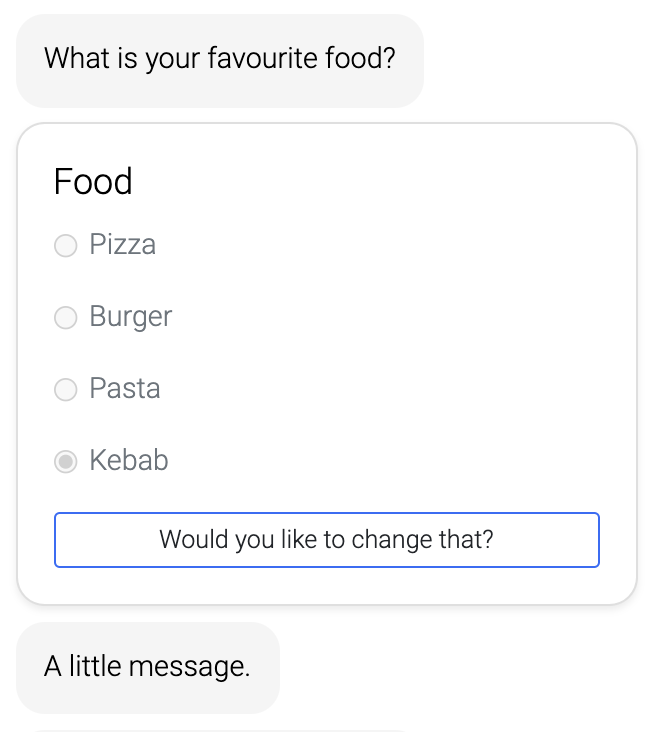 What is your favourite food?
Food
Pizza
Burger
Pasta
Kebab
Would you like to change that?
A little message.